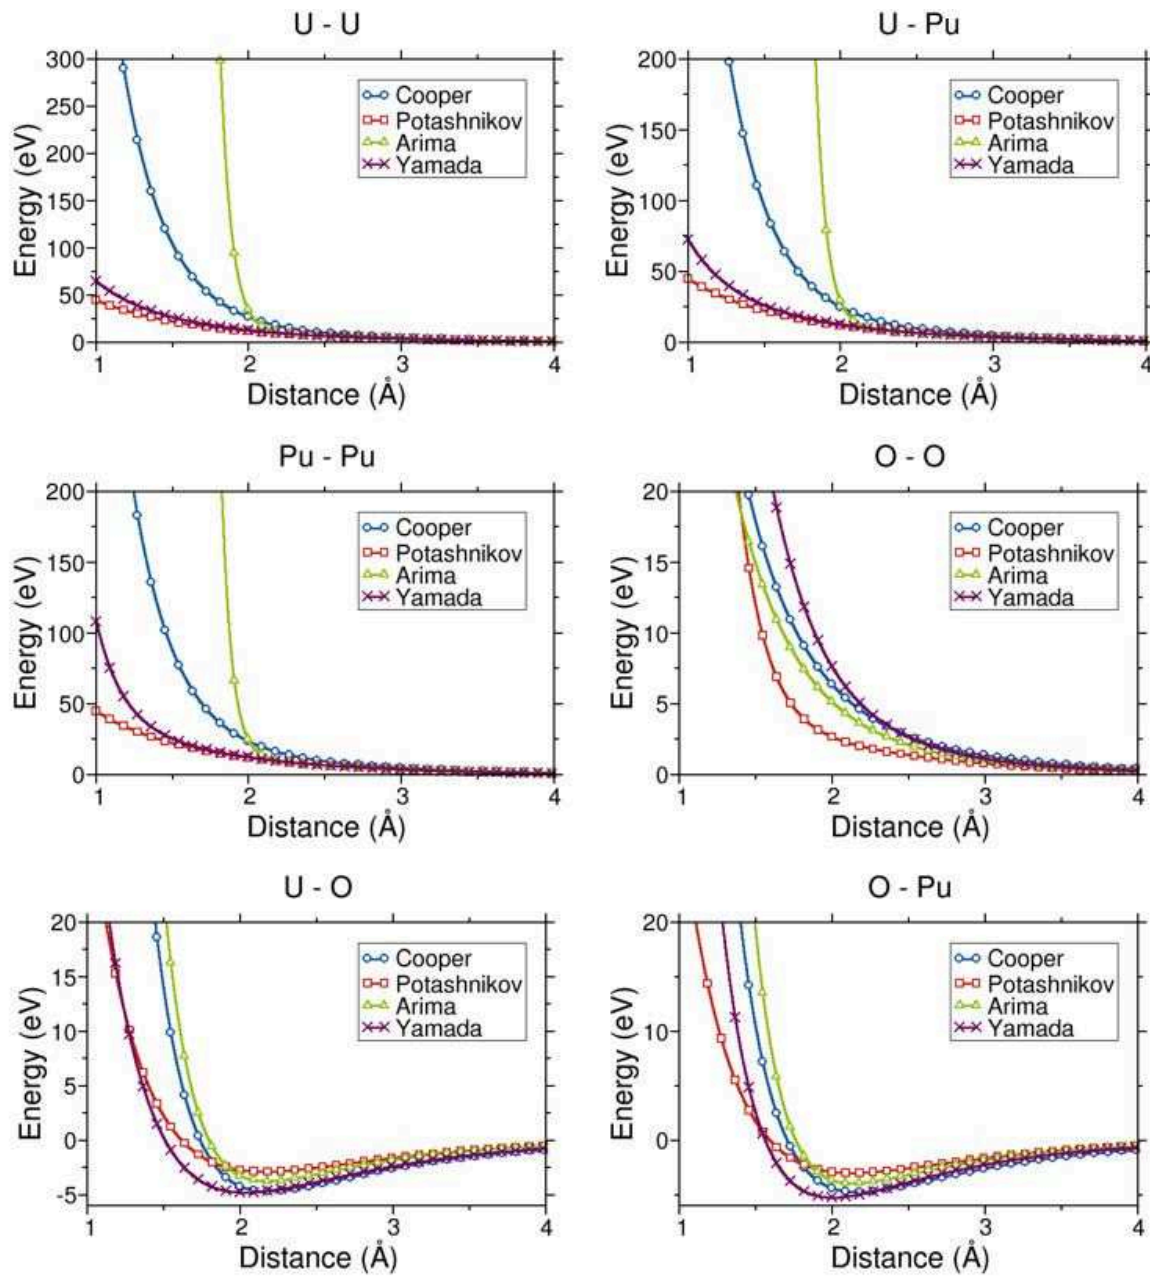 U - U
300
250
200
150
100
50
0
Energy (eV)
Cooper
Potashnikov
Arima
Yamada
1 2 3 4
Distance (Å)
U - Pu
200
150
100
50
0
Energy (eV)
Cooper
Potashnikov
Arima
Yamada
1 2 3 4
Distance (Å)
Pu - Pu
200
150
100
50
0
Energy (eV)
Cooper
Potashnikov
Arima
Yamada
1 2 3 4
Distance (Å)
O - O
20
15
10
5
0
Energy (eV)
Cooper
Potashnikov
Arima
Yamada
1 2 3 4
Distance (Å)
U - O
20
15
10
5
0
-5
Energy (eV)
Cooper
Potashnikov
Arima
Yamada
1 2 3 4
Distance (Å)
O - Pu
20
10
0
-5
Energy (eV)
Cooper
Potashnikov
Arima
Yamada
1 2 3 4
Distance (Å)